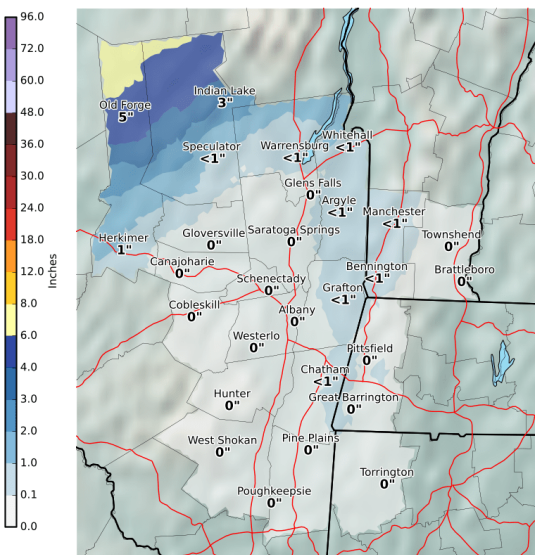 96.0
72.0
60.0
48.0
36.0
30.0
24.0
18.0
12.0
8.0
6.0
4.0
3.0
2.0
1.0
0.1
0.0
Inches
Old Forge
5"
Indian Lake
3"
Speculator
<1"
Warrensburg
<1"
Whitehall
<1"
Glens Falls
0"
Argyle
<1"
Manchester
<1"
Herkimer
1"
Gloversville
0"
Saratoga Springs
0"
Townshend
0"
Canajoharie
0"
Schenectady
0"
Bennington
<1"
Brattleboro
0"
Grafton
<1"
Cobleskill
0"
Albany
0"
Westerlo
0"
Pittsfield
0"
Chatham
<1"
Hunter
0"
Great Barrington
0"
West Shokan
0"
Pine Plains
0"
Torrington
0"
Poughkeepsie
0"